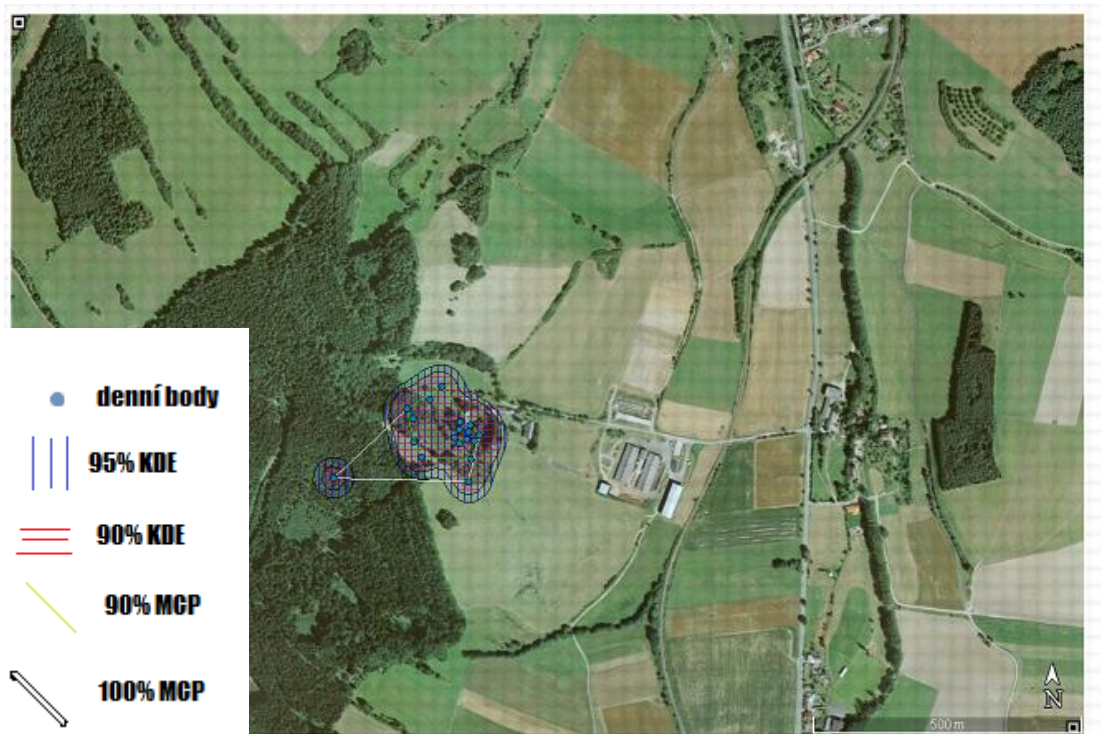 denní body
95% KDE
90% KDE
90% MCP
100% MCP
N
500 m